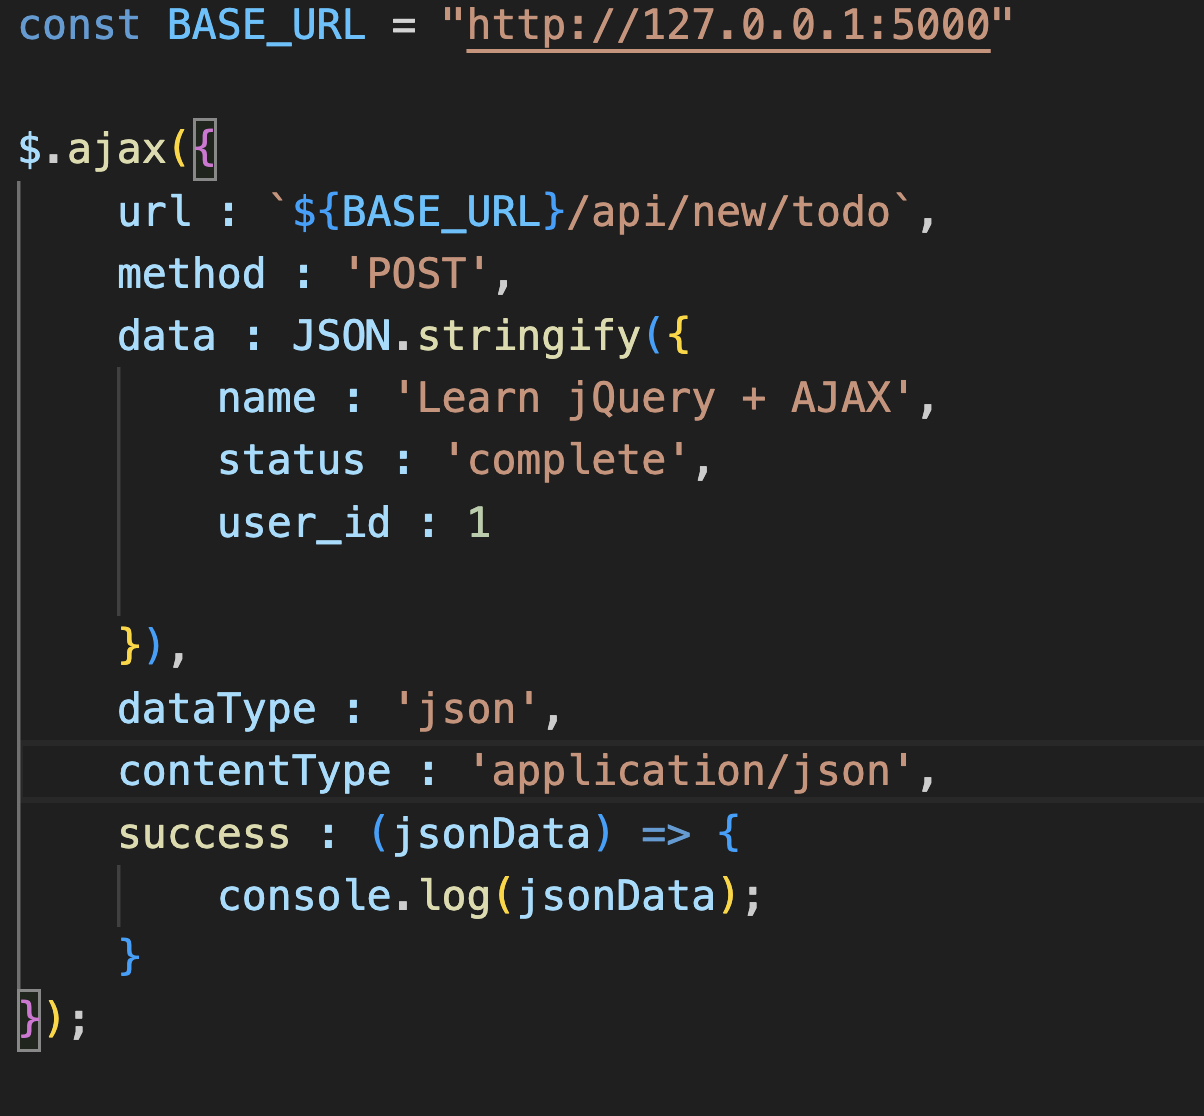 const BASE_URL = "http://127.0.0.1:5000"
$.ajax({
    url : `${BASE_URL}/api/new/todo`,
    method : 'POST',
    data : JSON.stringify({
        name : 'Learn jQuery + AJAX',
        status : 'complete',
        user_id : 1
    }),
    dataType : 'json',
    contentType : 'application/json',
    success : (jsonData) => {
        console.log(jsonData);
    }
});